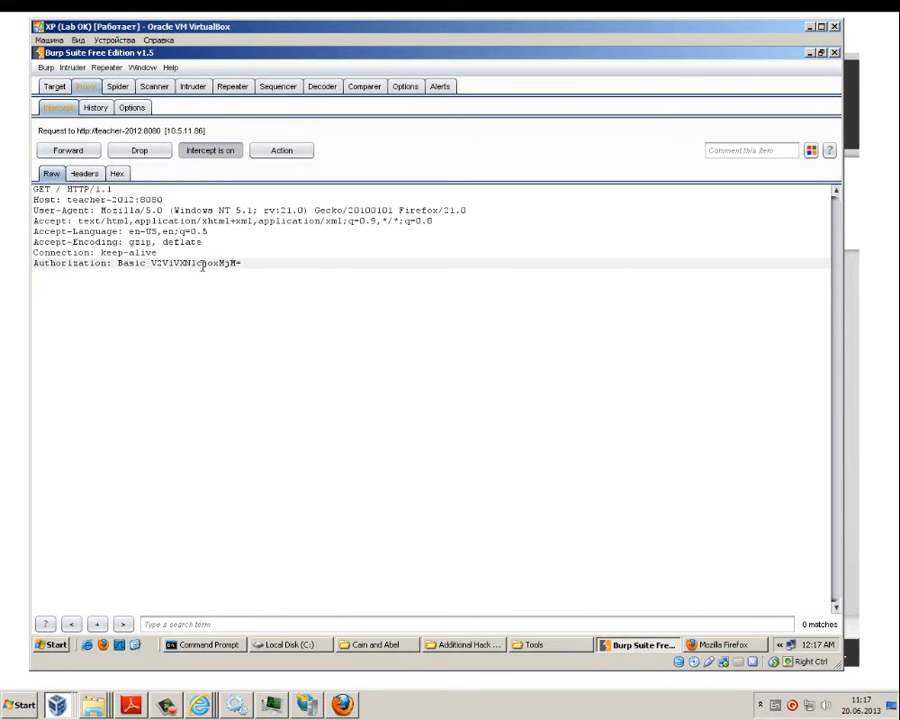 XP (Lab OK) [Работает] - Oracle VM VirtualBox
Машина Вид Устройства Справка
Burp Suite Free Edition v1.5
Burp Intruder Repeater Window Help
Target Proxy Spider Scanner Intruder Repeater Sequencer Decoder Comparer Options Alerts
Intercept History Options
Request to http://teacher-2012:8080 [10.5.11.86]
Forward Drop Intercept is on Action Comment this item ?
Raw Headers Hex
GET / HTTP/1.1
Host: teacher-2012:8080
User-Agent: Mozilla/5.0 (Windows NT 5.1; rv:21.0) Gecko/20100101 Firefox/21.0
Accept: text/html,application/xhtml+xml,application/xml;q=0.9,*/*;q=0.8
Accept-Language: en-US,en;q=0.5
Accept-Encoding: gzip, deflate
Connection: keep-alive
Authorization: Basic
? < + > Type a search term 0 matches
Start Command Prompt Local Disk (C:) Cain and Abel Additional Hack ... Tools Burp Suite Fre... Mozilla Firefox « 12:17 AM
Right Ctrl
Start 11:17
20.06.2013